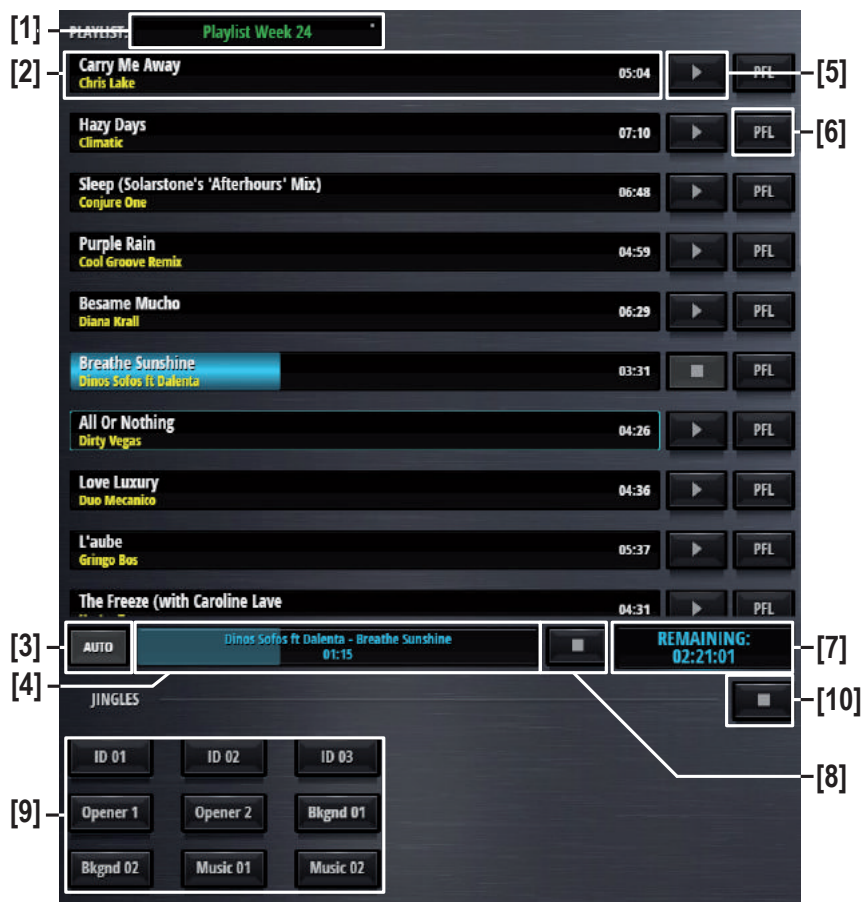 [1]
PLAYLIST:
Playlist Week 24
[2]
Carry Me Away
Chris Lake
05:04
PFL
[5]
Hazy Days
Climatic
07:10
PFL
[6]
Sleep (Solarstone's 'Afterhours' Mix)
Conjure One
06:48
PFL
Purple Rain
Cool Groove Remix
04:59
PFL
Besame Mucho
Diana Krall
06:29
PFL
Breathe Sunshine
Dinos Sofos ft Dalenta
03:31
PFL
All Or Nothing
Dirty Vegas
04:26
PFL
Love Luxury
Duo Mecanico
04:36
PFL
L'aube
Gringo Bos
05:37
PFL
The Freeze (with Caroline Lave
04:31
PFL
[3]
AUTO
Dinos Sofos ft Dalenta - Breathe Sunshine
01:15
REMAINING:
02:21:01
[7]
[4]
JINGLES
[10]
ID 01
ID 02
ID 03
[8]
[9]
Opener 1
Opener 2
Bkgnd 01
Bkgnd 02
Music 01
Music 02